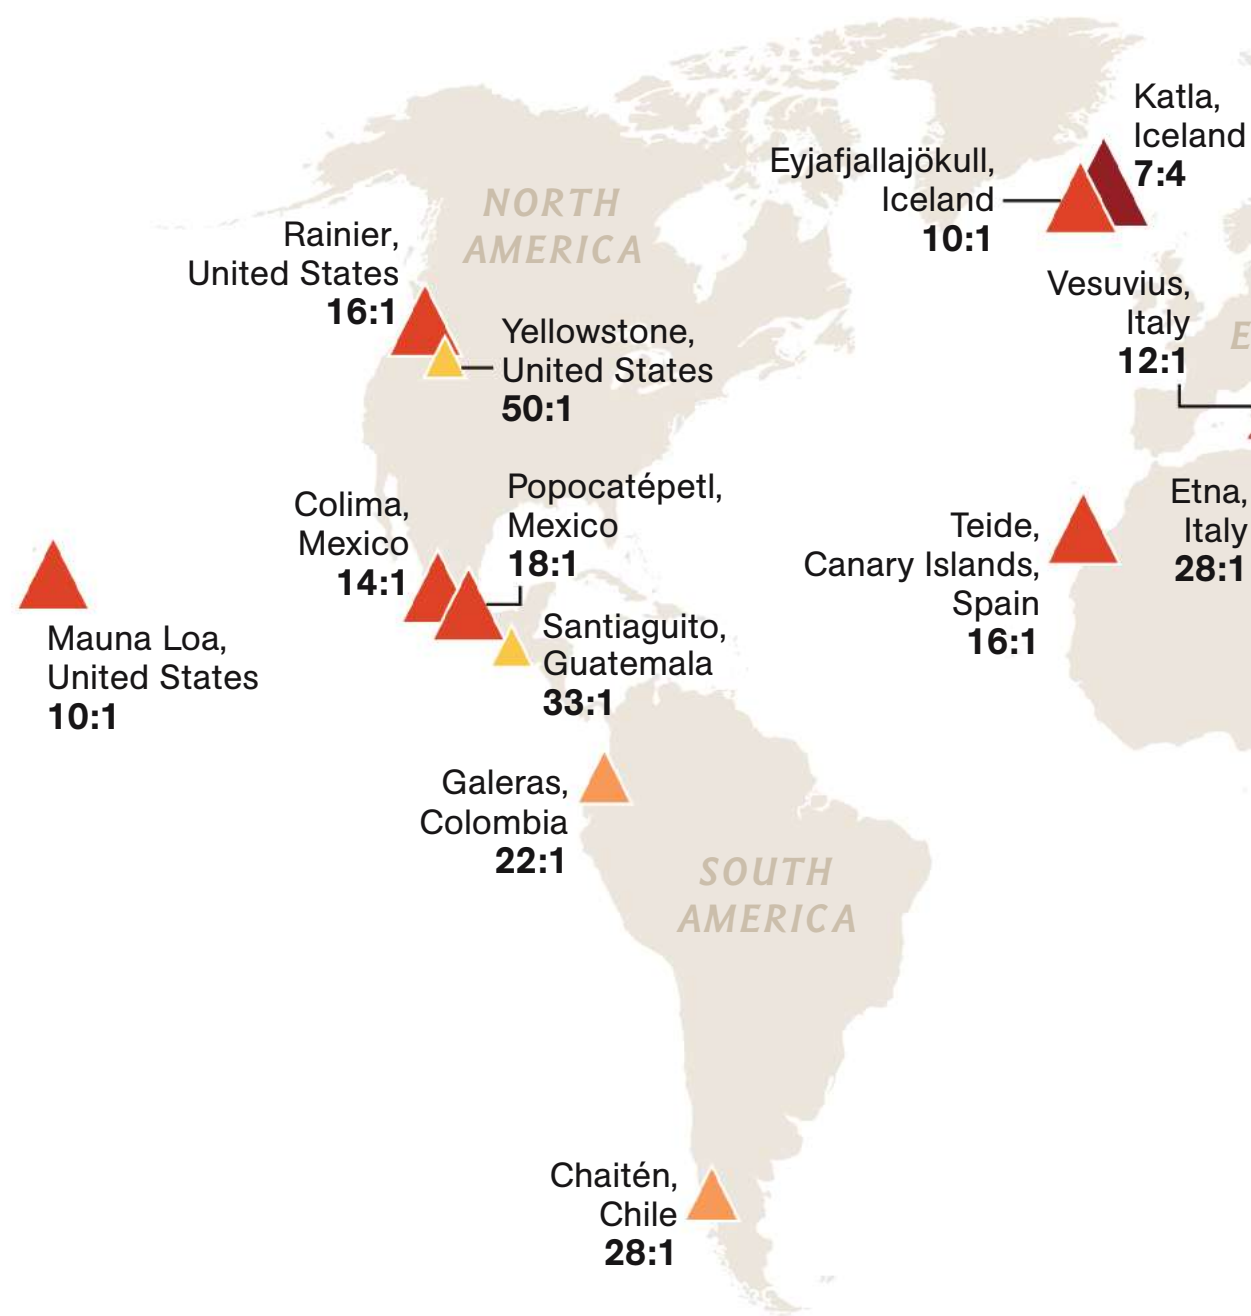 Katla,
Iceland
7:4
Eyjafjallajökull,
Iceland
10:1
NORTH
AMERICA
Rainier,
United States
16:1
Vesuvius,
Italy
12:1
E
Yellowstone,
United States
50:1
Colima,
Mexico
14:1
Popocatépetl,
Mexico
18:1
Etna,
Italy
28:1
Teide,
Canary Islands,
Spain
16:1
Mauna Loa,
United States
10:1
Santiaguito,
Guatemala
33:1
Galeras,
Colombia
22:1
SOUTH
AMERICA
Chaitén,
Chile
28:1